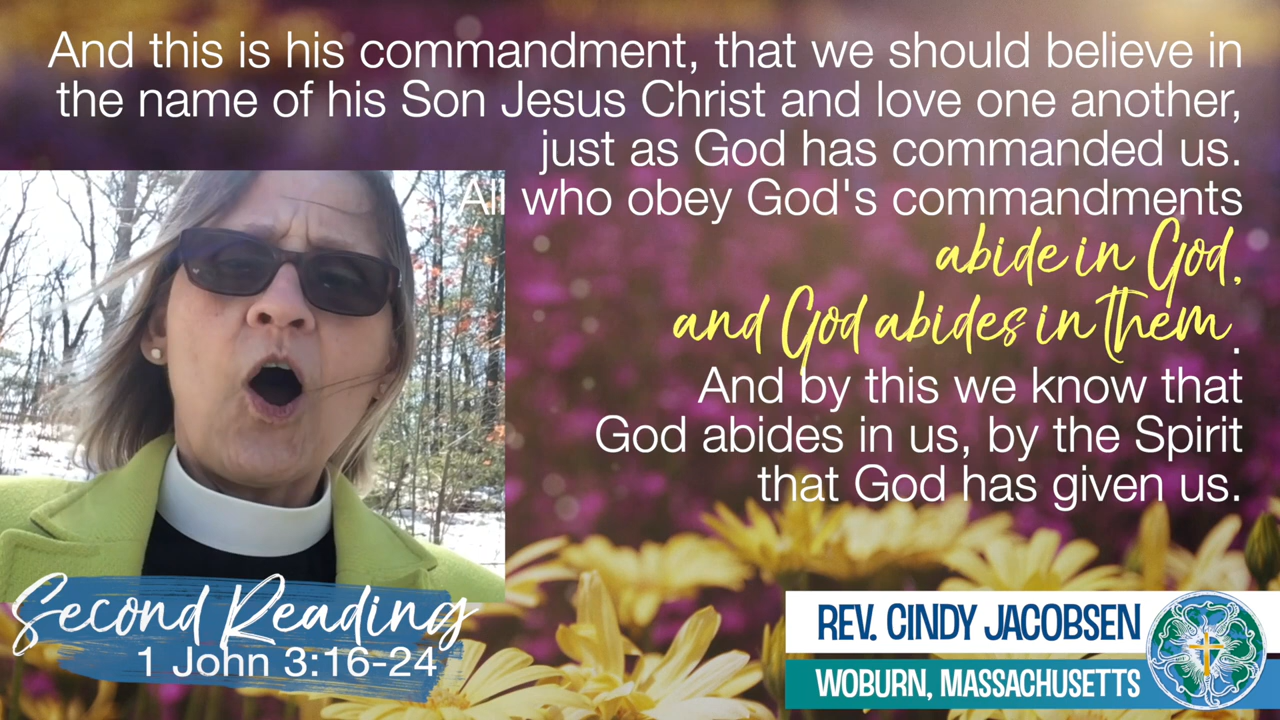 And this is his commandment, that we should believe in
the name of his Son Jesus Christ and love one another,
just as God has commanded us.
All who obey God's commandments
abide in God,
and God abides in them.
And by this we know that
God abides in us, by the Spirit
that God has given us.
Second Reading
1 John 3:16-24
REV. CINDY JACOBSEN
WOBURN, MASSACHUSETTS